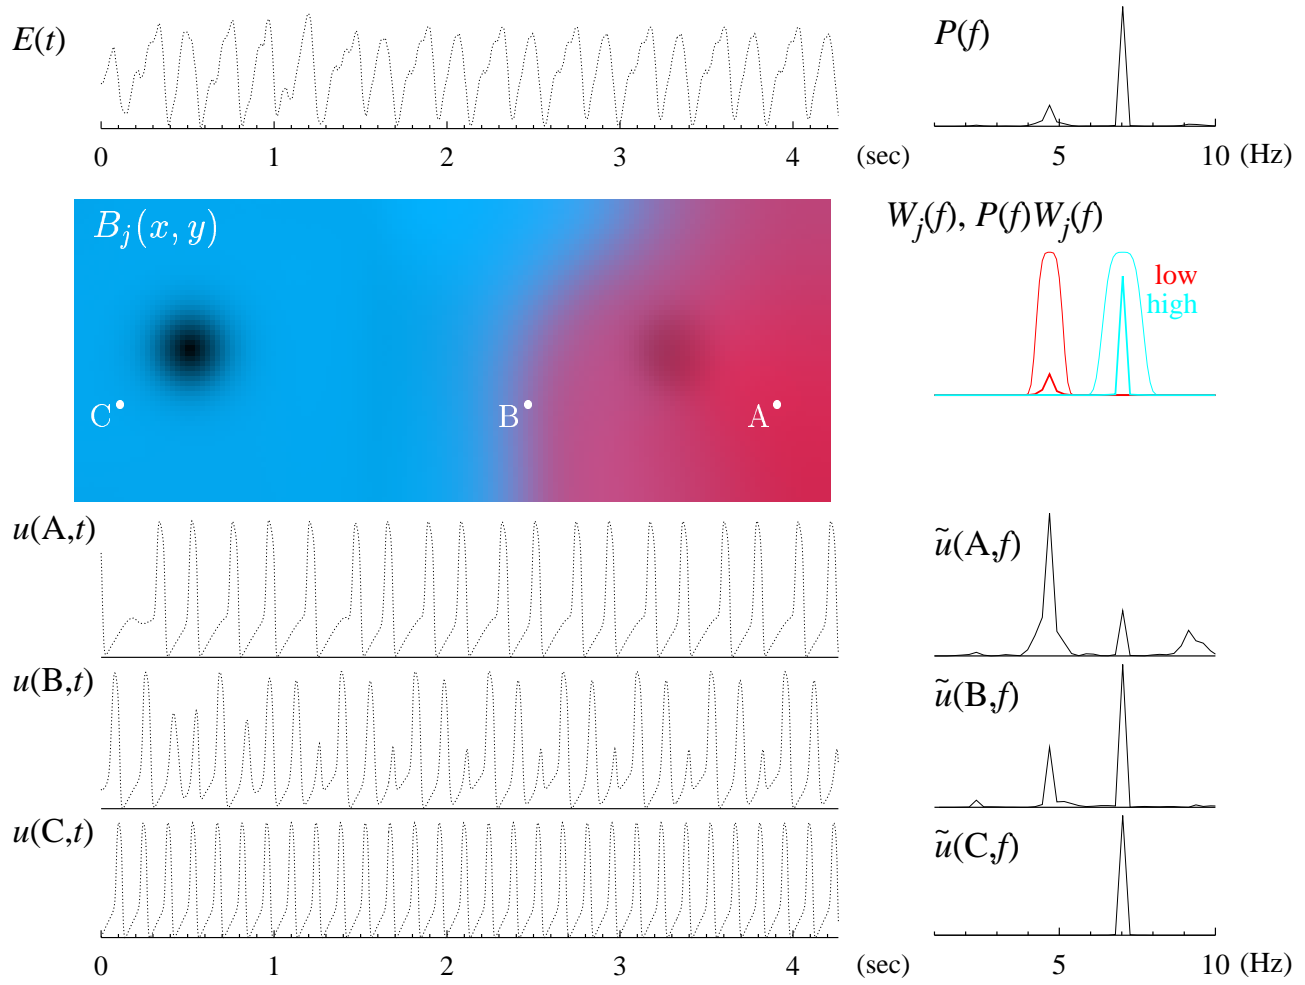 E(t)
P(f)
0 1 2 3 4 (sec)
5 10 (Hz)
B_j(x, y)
W_j(f), P(f)W_j(f)
low
high
C
B
A
u(A,t)
ũ(A,f)
u(B,t)
ũ(B,f)
u(C,t)
ũ(C,f)
0 1 2 3 4 (sec)
5 10 (Hz)